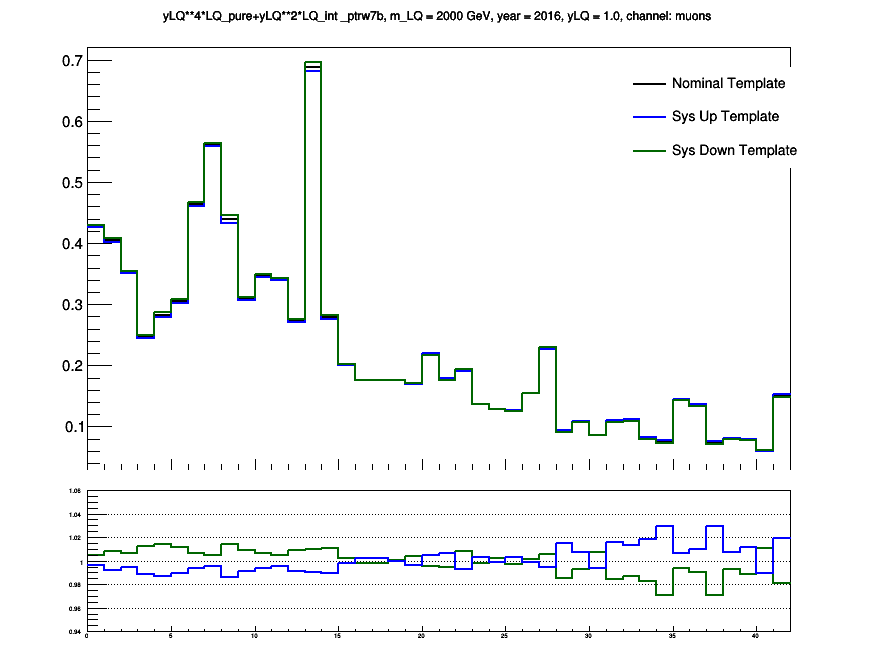 yLQ**4*LQ_pure+yLQ**2*LQ_int _ptrw7b, m_LQ = 2000 GeV, year = 2016, yLQ = 1.0, channel: muons
0.7
Nominal Template
Sys Up Template
0.6
Sys Down Template
0.5
0.4
0.3
0.2
0.1
1.06
1.04
1.02
1
0.98
0.96
0.94
0 5 10 15 20 25 30 35 40